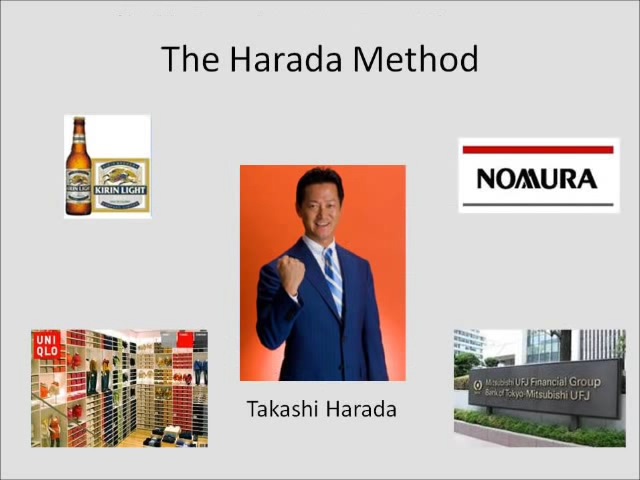 The Harada Method
KIRIN LIGHT
NOMURA
UNI
QLO
Mitsubishi UFJ Financial Group
Bank of Tokyo-Mitsubishi UFJ
Takashi Harada